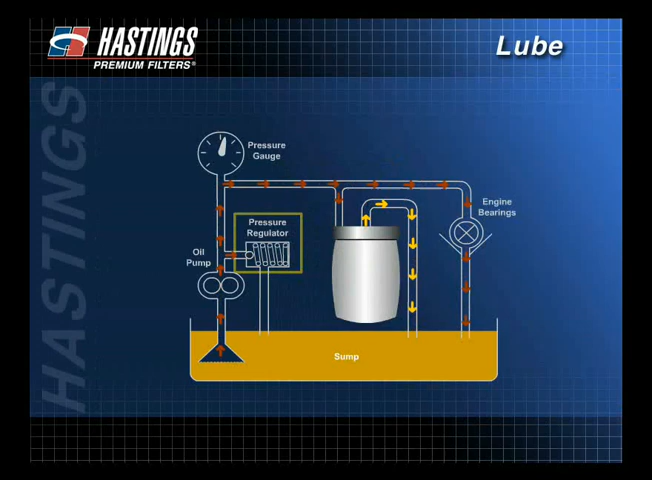 HASTINGS
PREMIUM FILTERS®
Lube
HASTINGS
Pressure
Gauge
Engine
Bearings
Pressure
Regulator
Oil
Pump
Sump